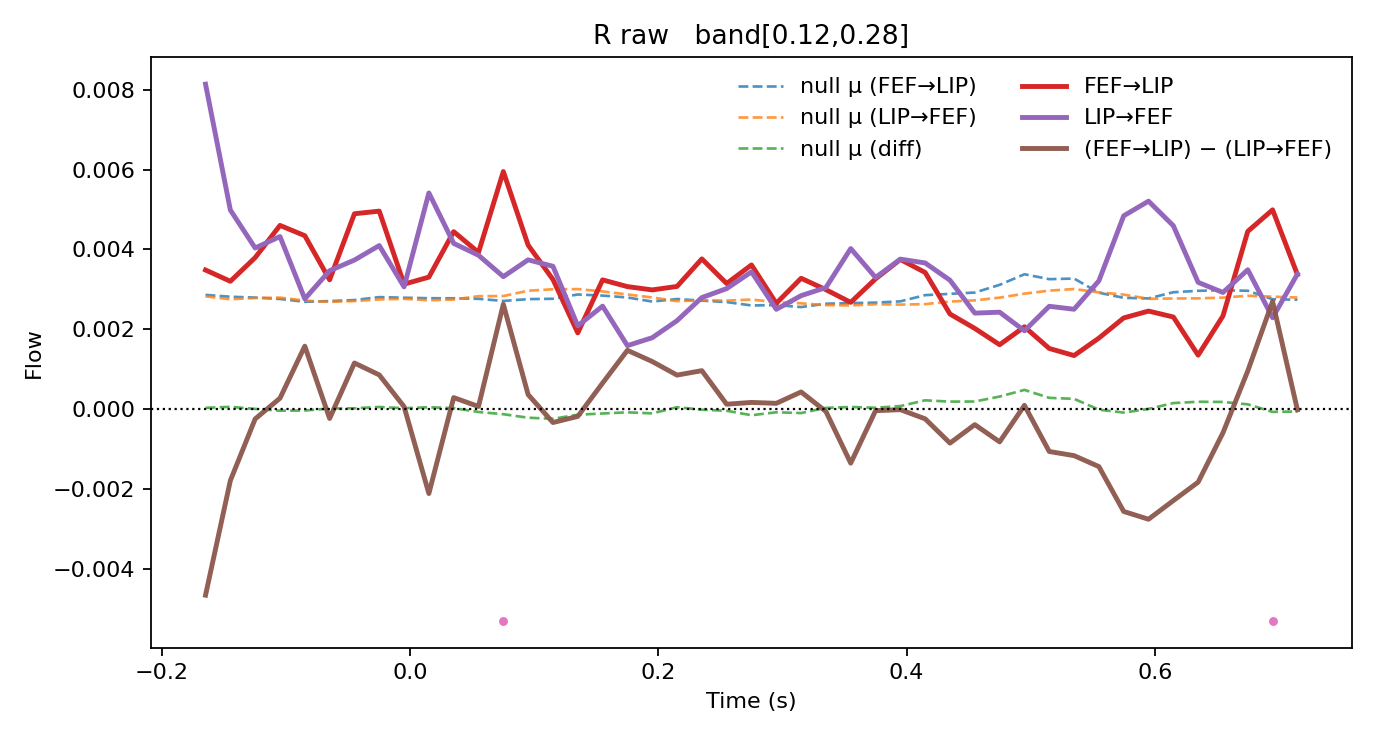 R raw   band[0.12,0.28]
null µ (FEF→LIP)
null µ (LIP→FEF)
null µ (diff)
FEF→LIP
LIP→FEF
(FEF→LIP) − (LIP→FEF)
Flow
0.008
0.006
0.004
0.002
0.000
−0.002
−0.004
−0.2
0.0
0.2
0.4
0.6
Time (s)